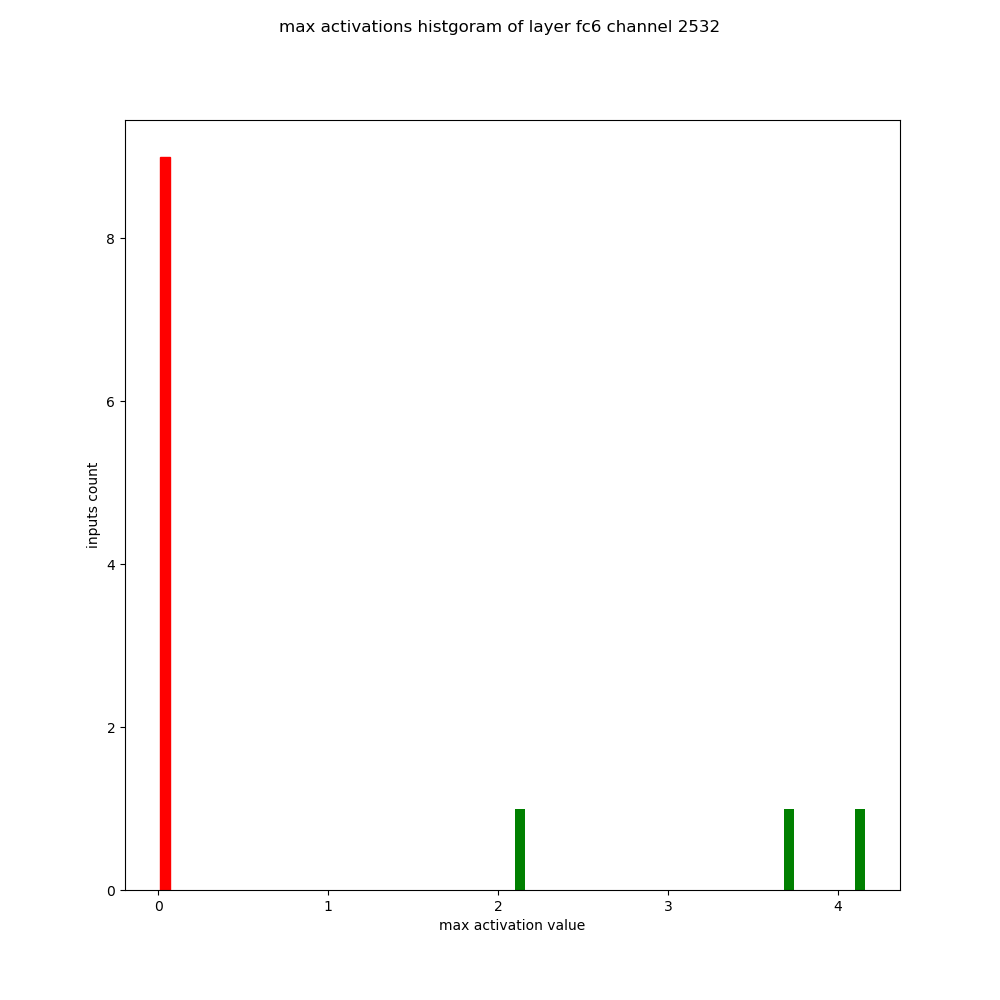 max activations histgoram of layer fc6 channel 2532
8
6
4
2
0
inputs count
0 1 2 3 4
max activation value